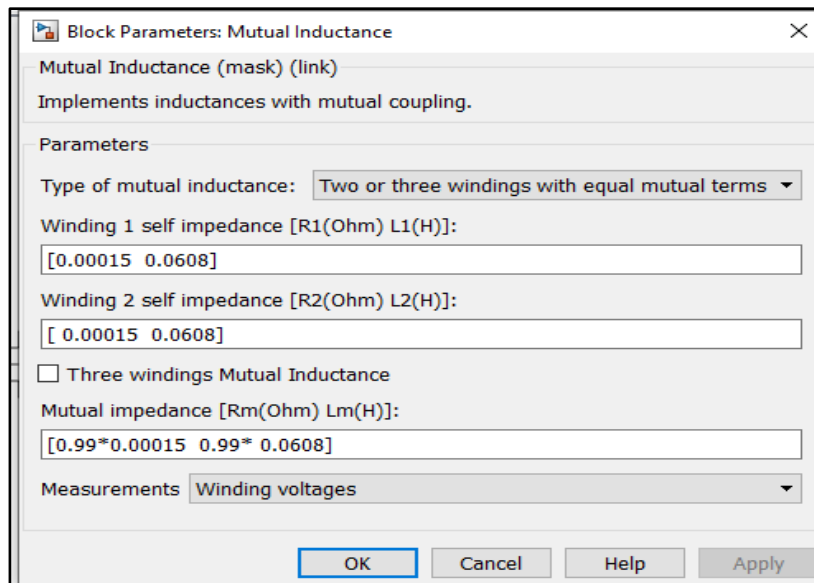 Block Parameters: Mutual Inductance
Mutual Inductance (mask) (link)
Implements inductances with mutual coupling.
Parameters
Type of mutual inductance: Two or three windings with equal mutual terms
Winding 1 self impedance [R1(Ohm) L1(H)]:
[0.00015 0.0608]
Winding 2 self impedance [R2(Ohm) L2(H)]:
[ 0.00015 0.0608]
Three windings Mutual Inductance
Mutual impedance [Rm(Ohm) Lm(H)]:
[0.99*0.00015 0.99* 0.0608]
Measurements Winding voltages
OK Cancel Help Apply